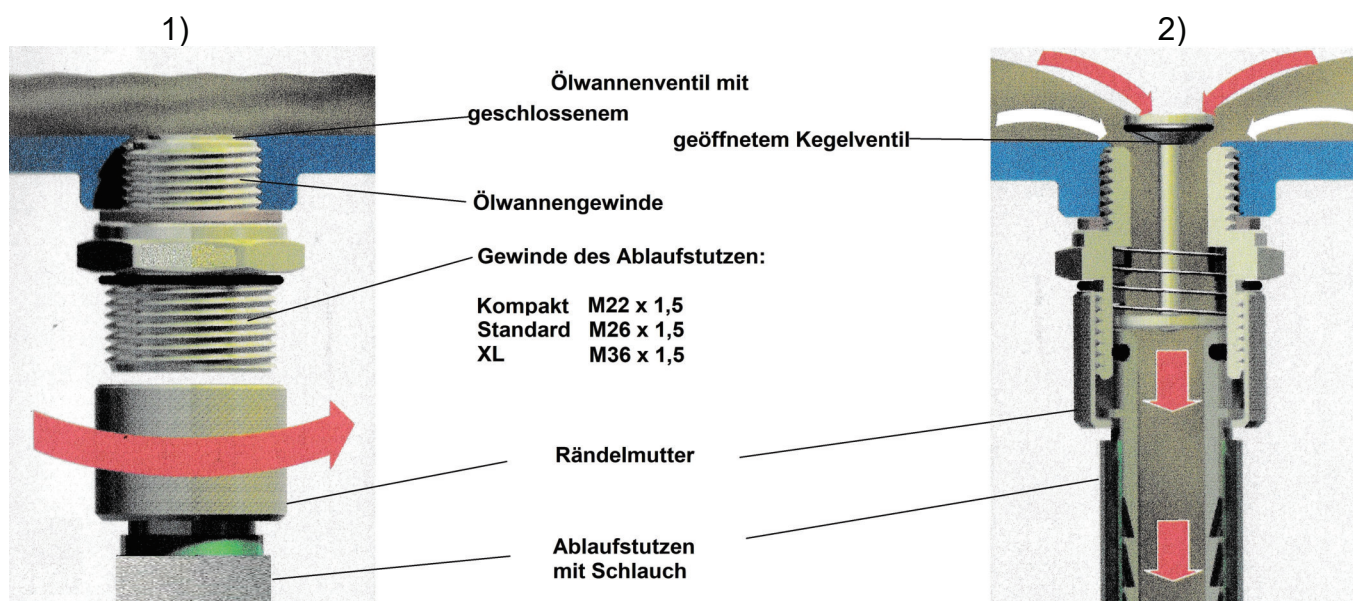 1)
2)
Ölwannenventil mit
geschlossenem
geöffnetem Kegelventil
Ölwannengewinde
Gewinde des Ablaufstutzen:
Kompakt M22 x 1,5
Standard M26 x 1,5
XL M36 x 1,5
Rändelmutter
Ablaufstutzen
mit Schlauch